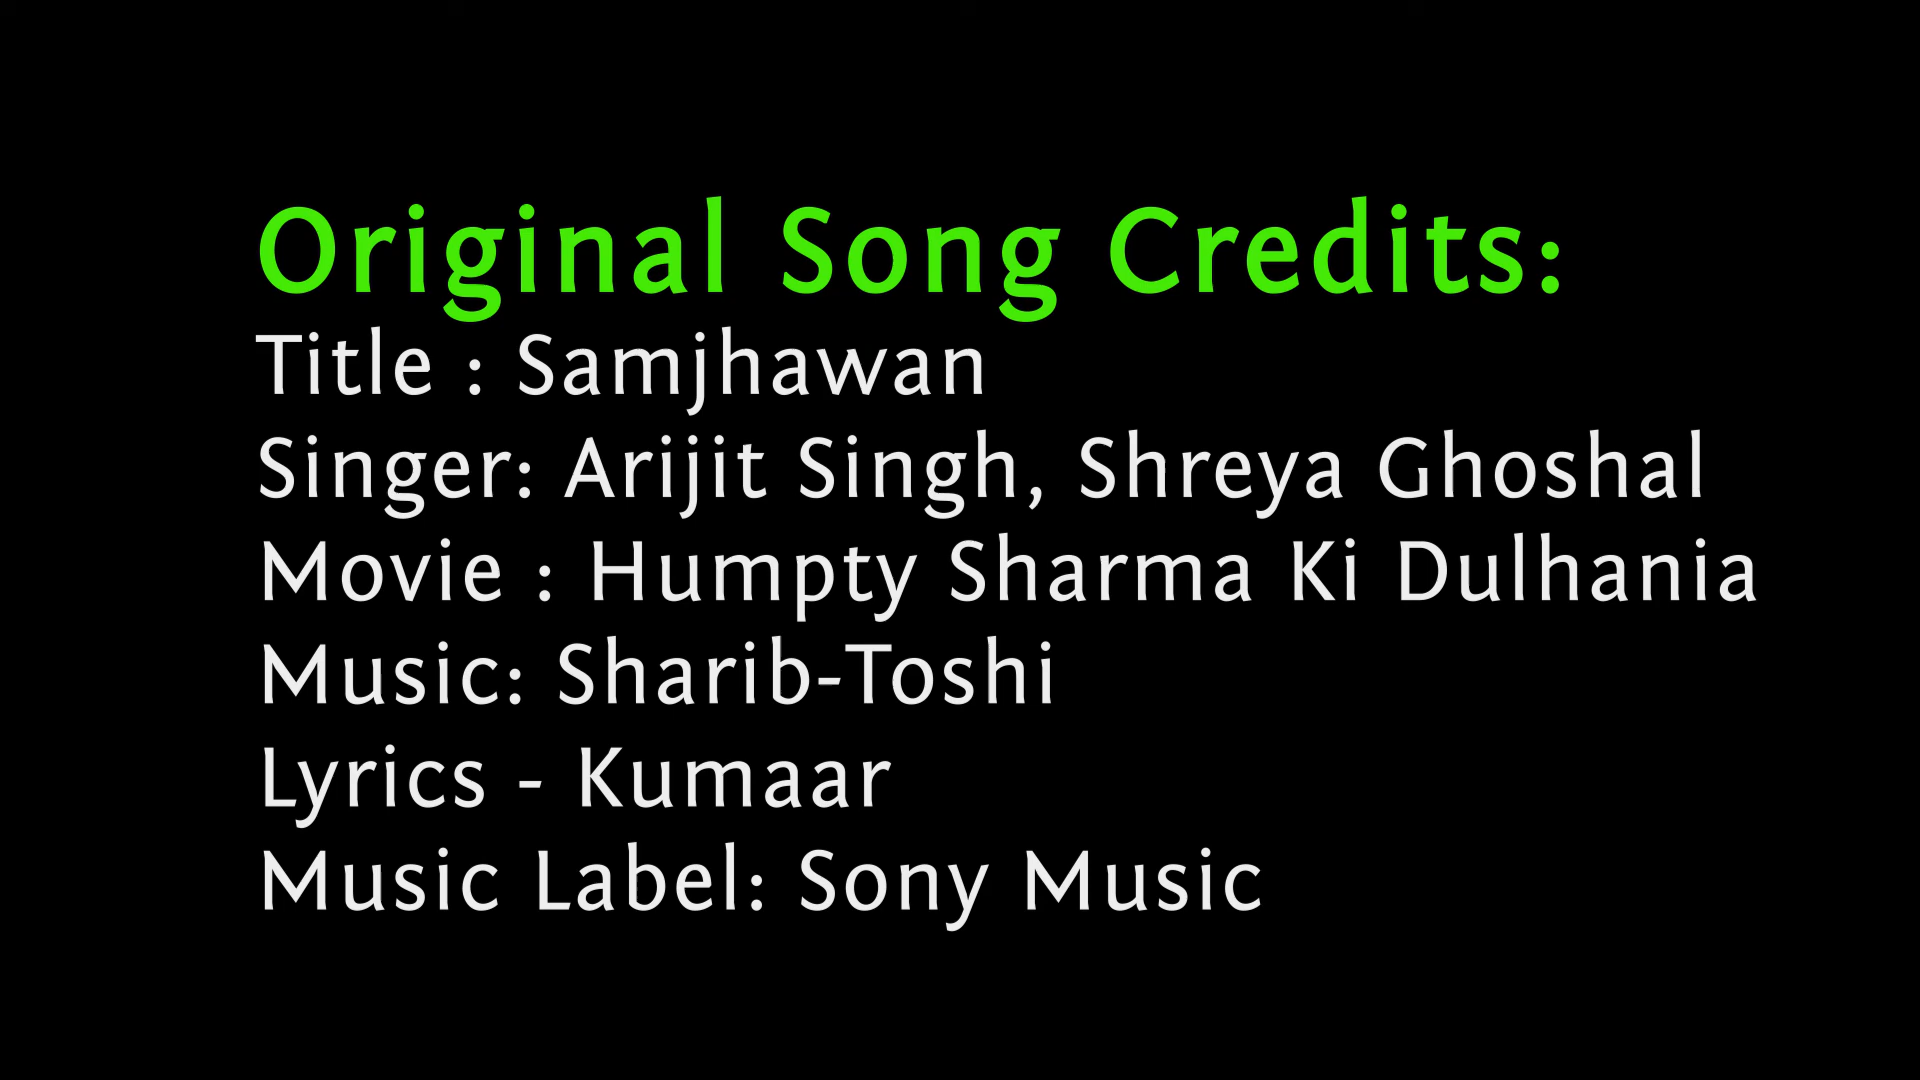 Original Song Credits:
Title : Samjhawan
Singer: Arijit Singh, Shreya Ghoshal
Movie : Humpty Sharma Ki Dulhania
Music: Sharib-Toshi
Lyrics - Kumaar
Music Label: Sony Music